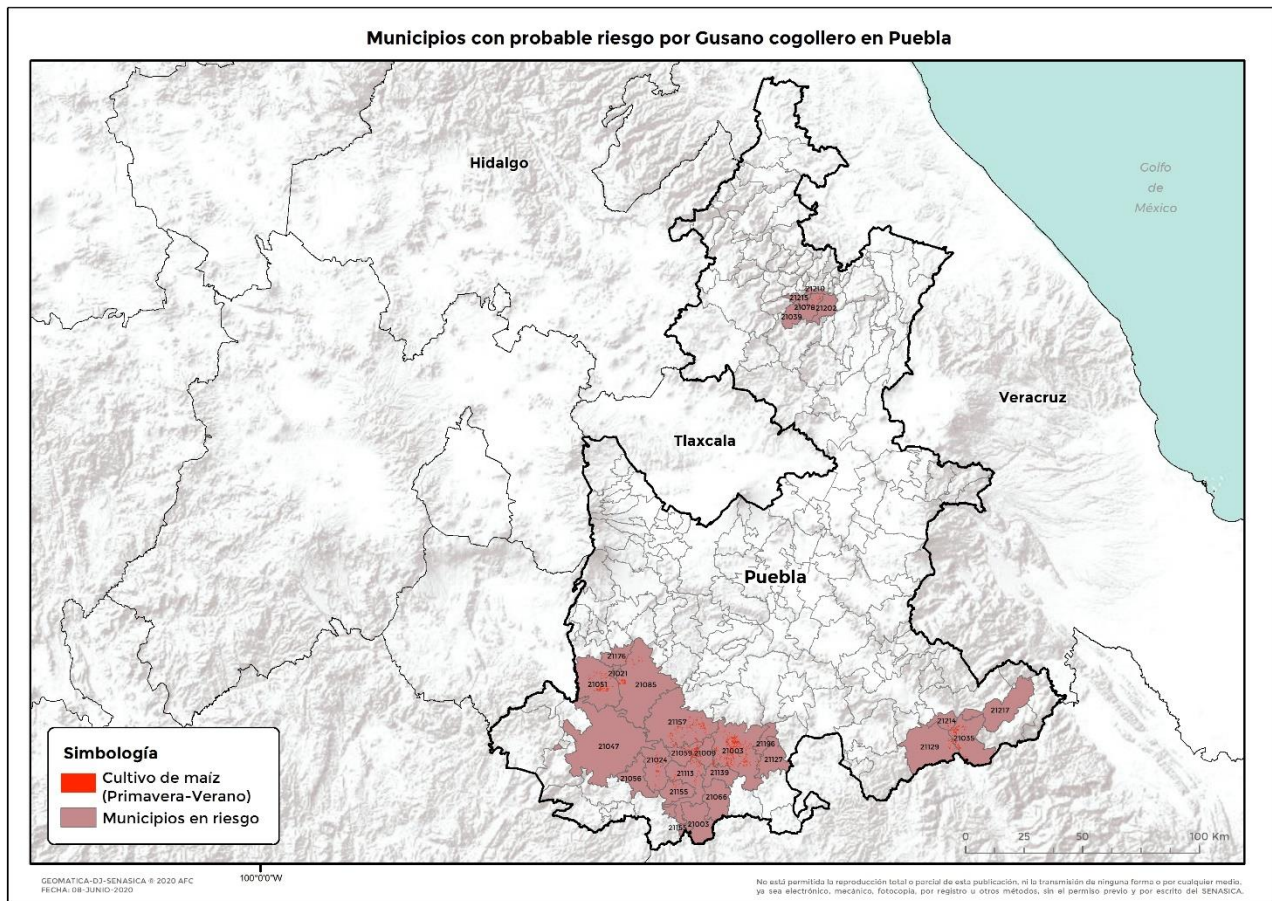 Municipios con probable riesgo por Gusano cogollero en Puebla
Hidalgo
Golfo
de
México
21210
21215
21078
21202
21039
Veracruz
Tlaxcala
Puebla
21176
21021
21051
21085
21157
21217
21214
21035
21129
21047
21059
21009
21003
21196
21127
21024
21056
21113
21139
21155
21066
21003
Simbología
Cultivo de maíz
(Primavera-Verano)
Municipios en riesgo
0 25 50 100 Km
100°0'0"W
GEOMATICA-DJ-SENASICA © 2020 AFC
FECHA: 08-JUNIO-2020
No está permitida la reproducción total o parcial de esta publicación, ni la transmisión de ninguna forma o por cualquier medio,
ya sea electrónico, mecánico, fotocopia, por registro u otros métodos, sin el permiso previo y por escrito del SENASICA.